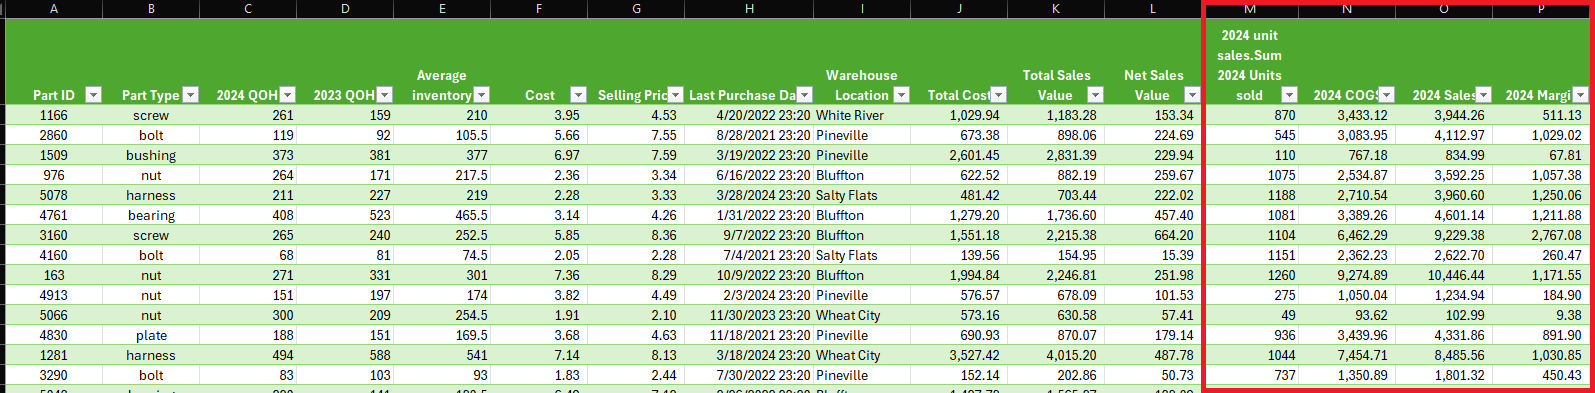 A B C D E F G H I J K L M N O P
2024 unit
sales.Sum
Average Warehouse Total Sales Net Sales 2024 Units
Part ID Part Type 2024 QOH 2023 QOH inventory Cost Selling Pric Last Purchase Da Location Total Cost Value Value sold 2024 COGS 2024 Sales 2024 Margi
1166 screw 261 159 210 3.95 4.53 4/20/2022 23:20 White River 1,029.94 1,183.28 153.34 870 3,433.12 3,944.26 511.13
2860 bolt 119 92 105.5 5.66 7.55 8/28/2021 23:20 Pineville 673.38 898.06 224.69 545 3,083.95 4,112.97 1,029.02
1509 bushing 373 381 377 6.97 7.59 3/19/2022 23:20 Pineville 2,601.45 2,831.39 229.94 110 767.18 834.99 67.81
976 nut 264 171 217.5 2.36 3.34 6/16/2022 23:20 Bluffton 622.52 882.19 259.67 1075 2,534.87 3,592.25 1,057.38
5078 harness 211 227 219 2.28 3.33 3/28/2024 23:20 Salty Flats 481.42 703.44 222.02 1188 2,710.54 3,960.60 1,250.06
4761 bearing 408 523 465.5 3.14 4.26 1/31/2022 23:20 Bluffton 1,279.20 1,736.60 457.40 1081 3,389.26 4,601.14 1,211.88
3160 screw 265 240 252.5 5.85 8.36 9/7/2022 23:20 Bluffton 1,551.18 2,215.38 664.20 1104 6,462.29 9,229.38 2,767.08
4160 bolt 68 81 74.5 2.05 2.28 7/4/2021 23:20 Salty Flats 139.56 154.95 15.39 1151 2,362.23 2,622.70 260.47
163 nut 271 331 301 7.36 8.29 10/9/2022 23:20 Bluffton 1,994.84 2,246.81 251.98 1260 9,274.89 10,446.44 1,171.55
4913 nut 151 197 174 3.82 4.49 2/3/2024 23:20 Pineville 576.57 678.09 101.53 275 1,050.04 1,234.94 184.90
5066 nut 300 209 254.5 1.91 2.10 11/30/2023 23:20 Wheat City 573.16 630.58 57.41 49 93.62 102.99 9.38
4830 plate 188 151 169.5 3.68 4.63 11/18/2021 23:20 Pineville 690.93 870.07 179.14 936 3,439.96 4,331.86 891.90
1281 harness 494 588 541 7.14 8.13 3/18/2024 23:20 Wheat City 3,527.42 4,015.20 487.78 1044 7,454.71 8,485.56 1,030.85
3290 bolt 83 103 93 1.83 2.44 7/30/2022 23:20 Pineville 152.14 202.86 50.73 737 1,350.89 1,801.32 450.43